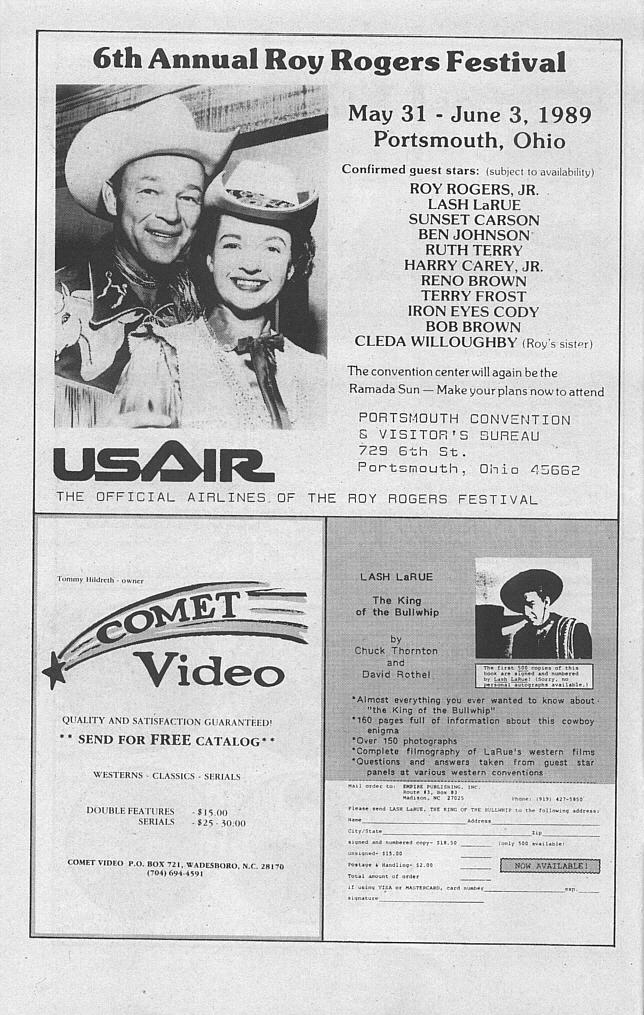 6th Annual Roy Rogers Festival
May 31 - June 3, 1989
Portsmouth, Ohio
Confirmed guest stars: (subject to availability)
ROY ROGERS, JR.
LASH LaRUE
SUNSET CARSON
BEN JOHNSON
RUTH TERRY
HARRY CAREY, JR.
RENO BROWN
TERRY FROST
IRON EYES CODY
BOB BROWN
CLEDA WILLOUGHBY (Roy's sister)
The convention center will again be the
Ramada Sun — Make your plans now to attend
PORTSMOUTH CONVENTION
& VISITOR'S BUREAU
729 6th St.
Portsmouth, Ohio 45662
USAIR
THE OFFICIAL AIRLINES OF THE ROY ROGERS FESTIVAL
Tommy Hildreth - owner
COMET
Video
QUALITY AND SATISFACTION GUARANTEED!
** SEND FOR FREE CATALOG**
WESTERNS - CLASSICS - SERIALS
DOUBLE FEATURES - $15.00
SERIALS - $25 - 30:00
COMET VIDEO P.O. BOX 721, WADESBORO, N.C. 28170
(704) 694-4591
LASH LaRUE
The King
of the Bullwhip
by
Chuck Thornton
and
David Rothel
The first 500 copies of this
book are signed and numbered
by Lash LaRue! (Sorry, no
personal autographs available.)
*Almost everything you ever wanted to know about
"the King of the Bullwhip"
*160 pages full of information about this cowboy
enigma
*Over 150 photographs
*Complete filmography of LaRue's western films
*Questions and answers taken from guest star
panels at various western conventions
Mail order to: EMPIRE PUBLISHING, INC.
Route #3, Box 83
Madison, NC 27025 Phone: (919) 427-5850
Please send LASH LaRUE, THE KING OF THE BULLWHIP to the following address:
Name Address
City/State Zip
signed and numbered copy- $18.50 (only 500 available)
unsigned- $15.00
Postage & Handling- $2.00 NOW AVAILABLE!
Total amount of order
if using VISA or MASTERCARD, card number exp.
signature